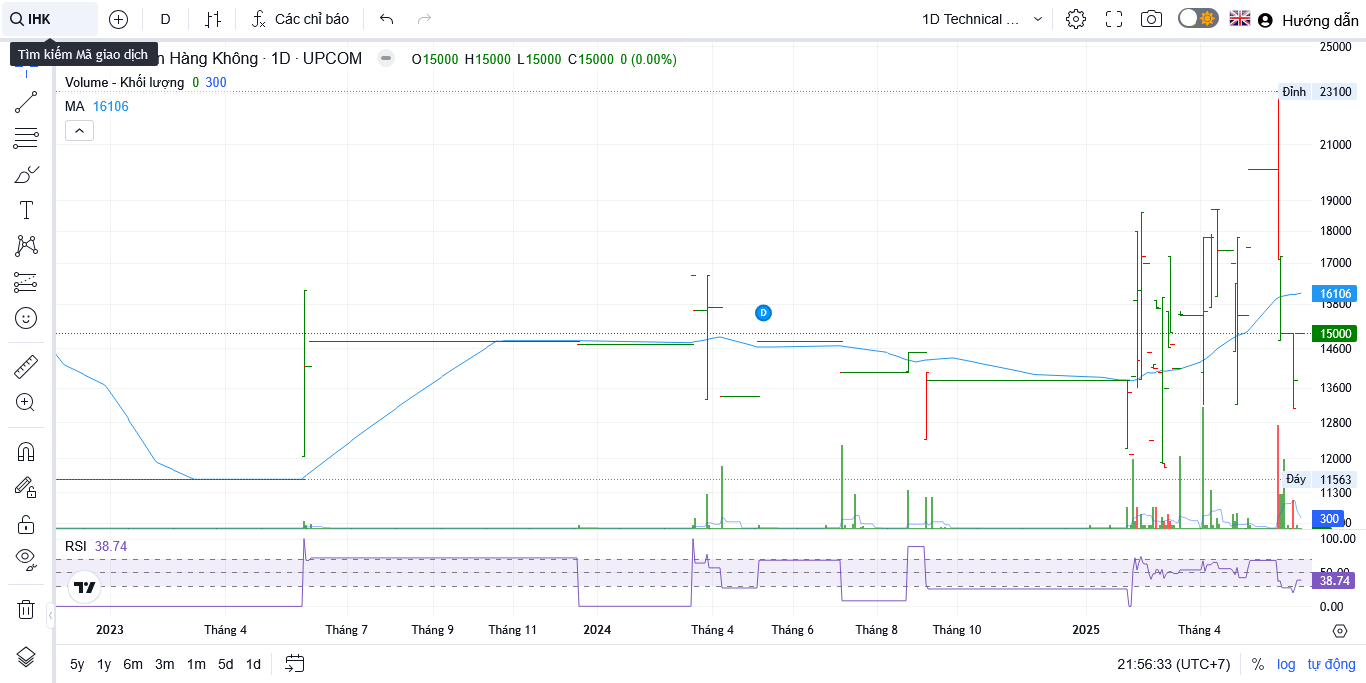 IHK
D
fx Các chỉ báo
1D Technical ...
Hướng dẫn
Tìm kiếm Mã giao dịch
n Hàng Không · 1D · UPCOM
O15000 H15000 L15000 C15000 0 (0.00%)
Volume - Khối lượng 0 300
MA 16106
25000
Đỉnh 23100
21000
19000
18000
17000
16106
15800
15000
14600
13600
12800
12000
Đáy 11563
11300
300
D
RSI 38.74
100.00
38.74
0.00
2023 Tháng 4 Tháng 7 Tháng 9 Tháng 11 2024 Tháng 4 Tháng 6 Tháng 8 Tháng 10 2025 Tháng 4
5y 1y 6m 3m 1m 5d 1d
21:56:33 (UTC+7) % log tự động